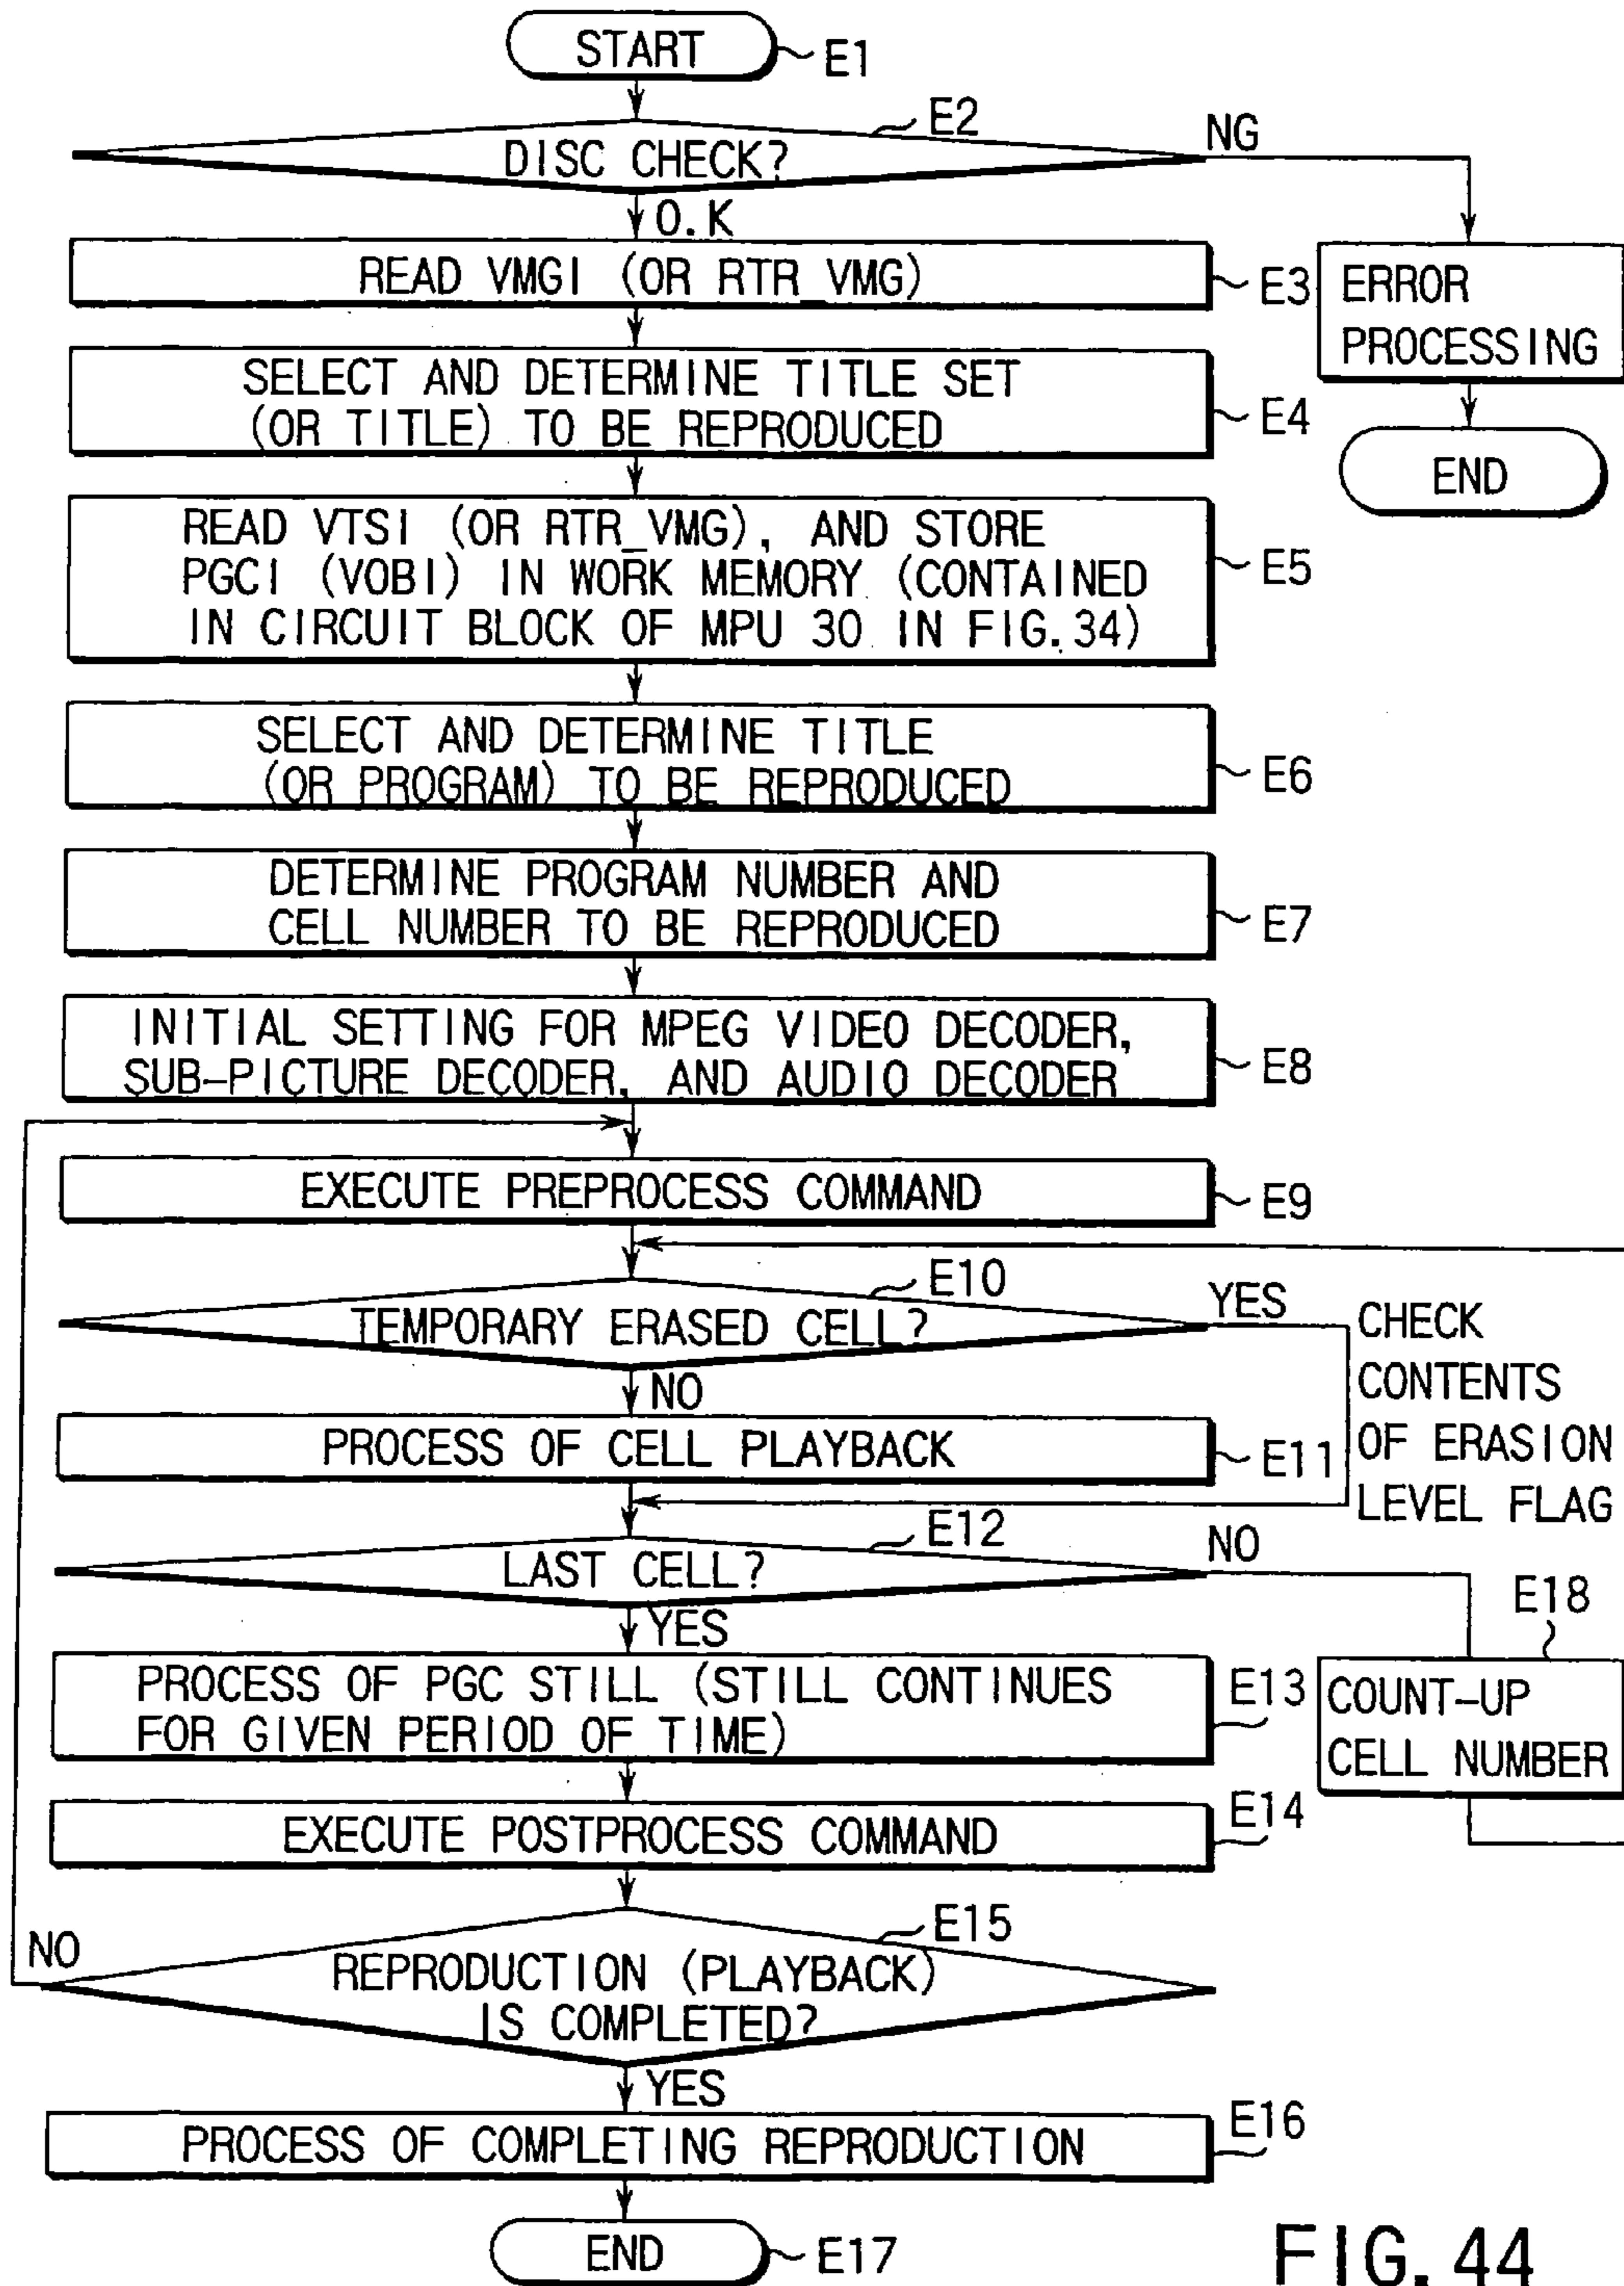 START
E1
E2
DISC CHECK?
NG
O.K
READ VMGI (OR RTR_VMG)
E3
ERROR
PROCESSING
END
SELECT AND DETERMINE TITLE SET
(OR TITLE) TO BE REPRODUCED
E4
READ VTSI (OR RTR_VMG), AND STORE
PGCI (VOBI) IN WORK MEMORY (CONTAINED
IN CIRCUIT BLOCK OF MPU 30 IN FIG.34)
E5
SELECT AND DETERMINE TITLE
(OR PROGRAM) TO BE REPRODUCED
E6
DETERMINE PROGRAM NUMBER AND
CELL NUMBER TO BE REPRODUCED
E7
INITIAL SETTING FOR MPEG VIDEO DECODER,
SUB-PICTURE DECODER, AND AUDIO DECODER
E8
EXECUTE PREPROCESS COMMAND
E9
E10
TEMPORARY ERASED CELL?
YES
CHECK
CONTENTS
OF ERASION
LEVEL FLAG
NO
PROCESS OF CELL PLAYBACK
E11
E12
LAST CELL?
NO
YES
E18
COUNT-UP
CELL NUMBER
PROCESS OF PGC STILL (STILL CONTINUES
FOR GIVEN PERIOD OF TIME)
E13
EXECUTE POSTPROCESS COMMAND
E14
E15
NO
REPRODUCTION (PLAYBACK)
IS COMPLETED?
YES
PROCESS OF COMPLETING REPRODUCTION
E16
END
E17
FIG. 44